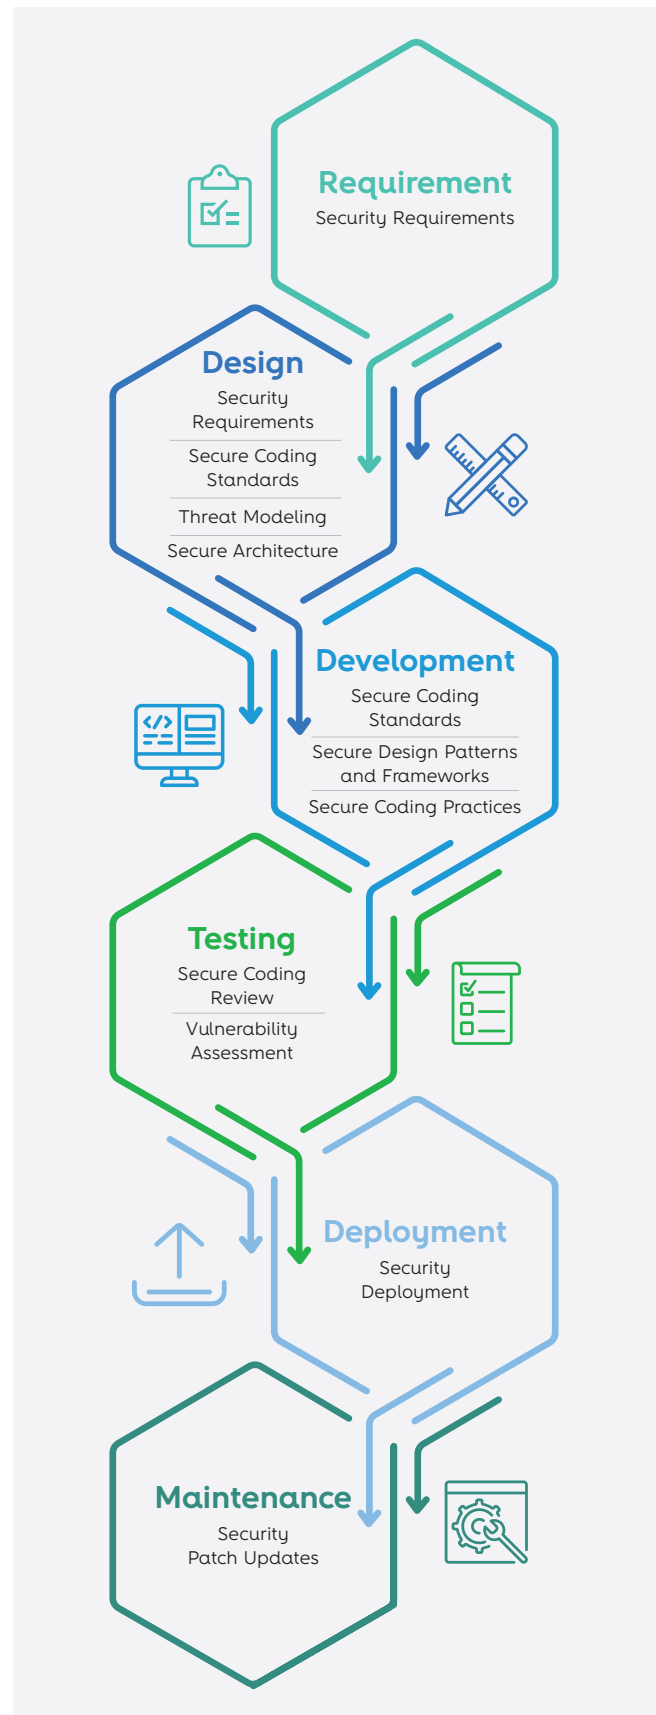 Requirement
Security Requirements
Design
Security
Requirements
Secure Coding
Standards
Threat Modeling
Secure Architecture
Development
Secure Coding
Standards
Secure Design Patterns
and Frameworks
Secure Coding Practices
Testing
Secure Coding
Review
Vulnerability
Assessment
Deployment
Security
Deployment
Maintenance
Security
Patch Updates